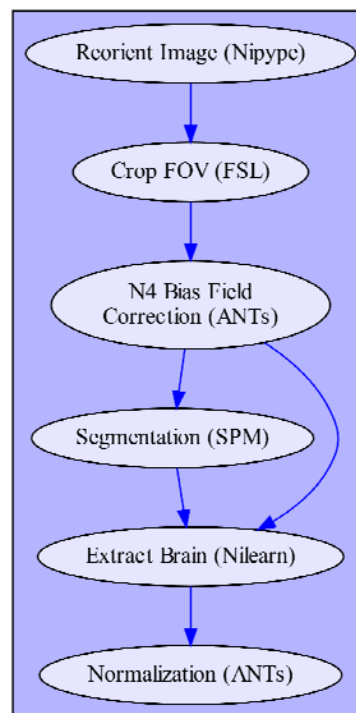 Reorient Image (Nipype)
Crop FOV (FSL)
N4 Bias Field
Correction (ANTs)
Segmentation (SPM)
Extract Brain (Nilearn)
Normalization (ANTs)